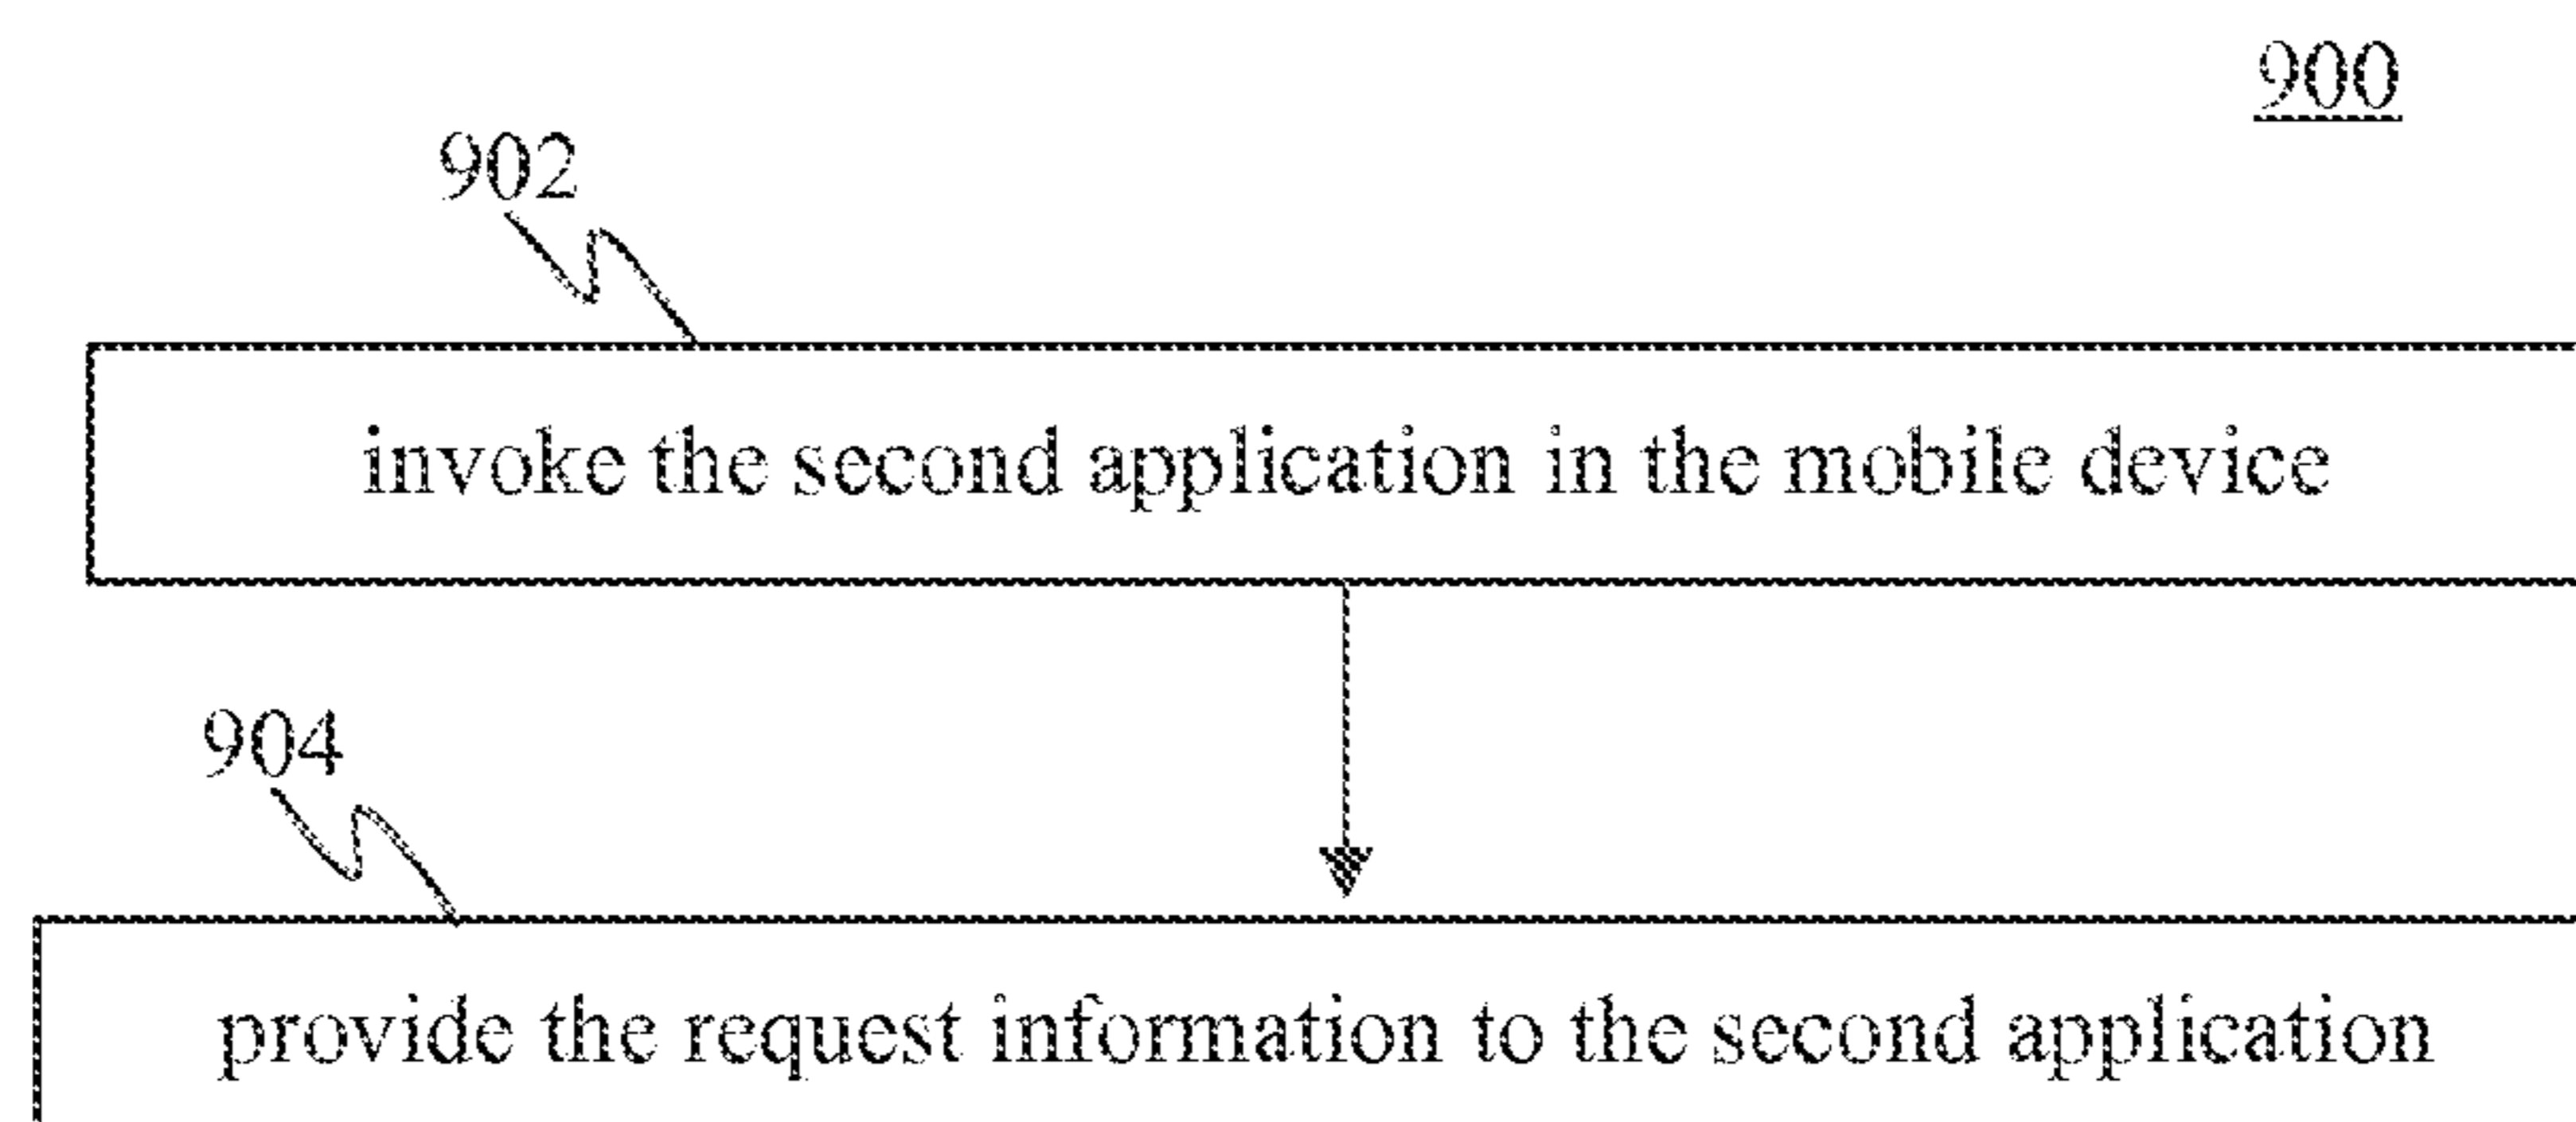 900
902
invoke the second application in the mobile device
904
provide the request information to the second application